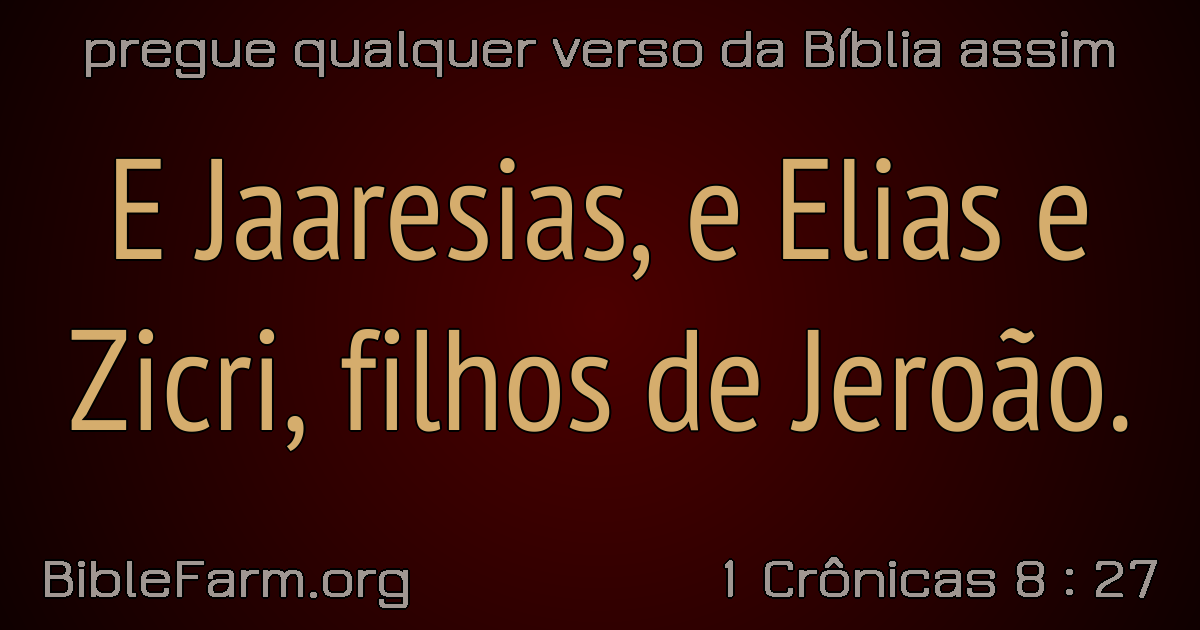 pregue qualquer verso da Bíblia assim
E Jaaresias, e Elias e
Zicri, filhos de Jeroão.
BibleFarm.org
1 Crônicas 8 : 27